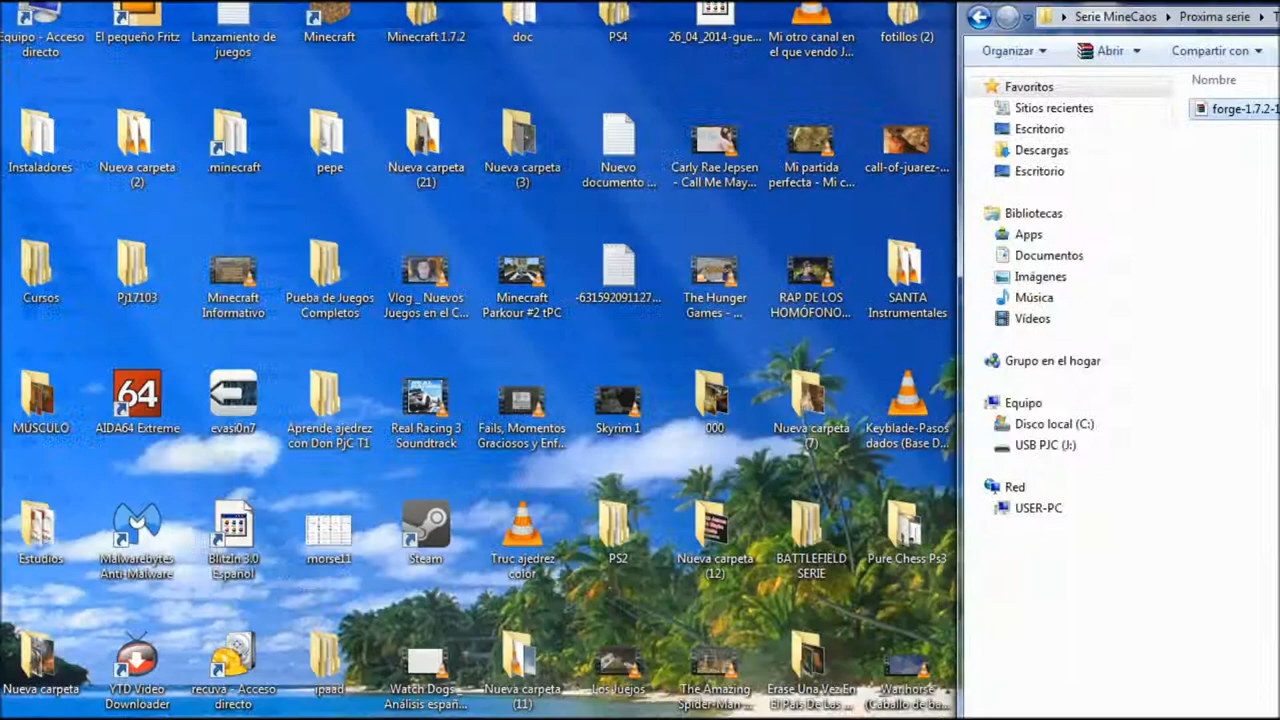 Equipo - Acceso
directo
El pequeño Fritz
Lanzamiento de
juegos
Minecraft
Minecraft 1.7.2
doc
PS4
26_04_2014-gue...
Mi otro canal en
el que vendo J...
fotillos (2)
Instaladores
Nueva carpeta
(2)
.minecraft
pepe
Nueva carpeta
(21)
Nueva carpeta
(3)
Nuevo
documento ...
Carly Rae Jepsen
- Call Me May...
Mi partida
perfecta - Mi c...
call-of-juarez-...
Cursos
Pj17103
Minecraft
Informativo
Pueba de Juegos
Completos
Vlog _ Nuevos
Juegos en el C...
Minecraft
Parkour #2 tPC
-631592091127...
The Hunger
Games - ...
RAP DE LOS
HOMÓFONO...
SANTA
Instrumentales
MÚSCULO
64
AIDA64 Extreme
evasi0n7
Aprende ajedrez
con Don PjC T1
Real Racing 3
Soundtrack
Fails, Momentos
Graciosos y Enf...
Skyrim 1
000
Nueva carpeta
(7)
Keyblade-Pasos
dados (Base D...
Estudios
Malwarebytes
Anti-Malware
BlitzIn 3.0
Español
morse11
Steam
Truc ajedrez
color
PS2
Nueva carpeta
(12)
BATTLEFIELD
SERIE
Pure Chess Ps3
Nueva carpeta
YTD Video
Downloader
recuva - Acceso
directo
ipaad
Watch Dogs_
Análisis españ...
Nueva carpeta
(11)
Los Juejos
The Amazing
Spider-Man ...
Erase Una Vez En
El Pais De Las ...
Warhorse
(Caballo de ba...
Serie MineCaos
Proxima serie
Organizar
Abrir
Compartir con
Nombre
forge-1.7.2-1
Favoritos
Sitios recientes
Escritorio
Descargas
Escritorio
Bibliotecas
Apps
Documentos
Imágenes
Música
Vídeos
Grupo en el hogar
Equipo
Disco local (C:)
USB PJC (J:)
Red
USER-PC